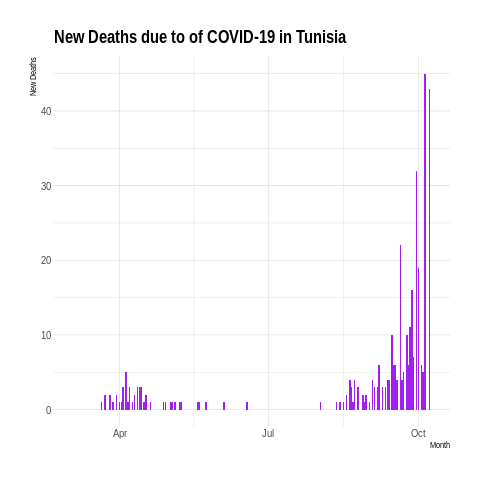 New Deaths due to of COVID-19 in Tunisia
New Deaths
40
30
20
10
0
Apr
Jul
Oct
Month